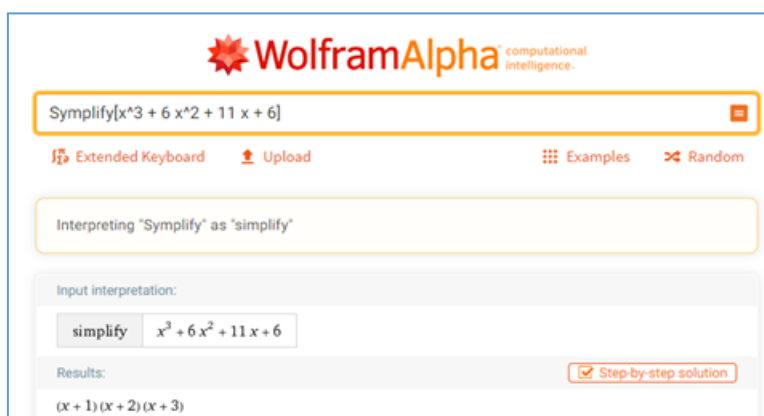 WolframAlpha computational intelligence.
Symplify[x^3 + 6 x^2 + 11 x + 6]
Extended Keyboard Upload Examples Random
Interpreting "Symplify" as "simplify"
Input interpretation:
simplify x³ + 6 x² + 11 x + 6
Results: Step-by-step solution
(x + 1) (x + 2) (x + 3)